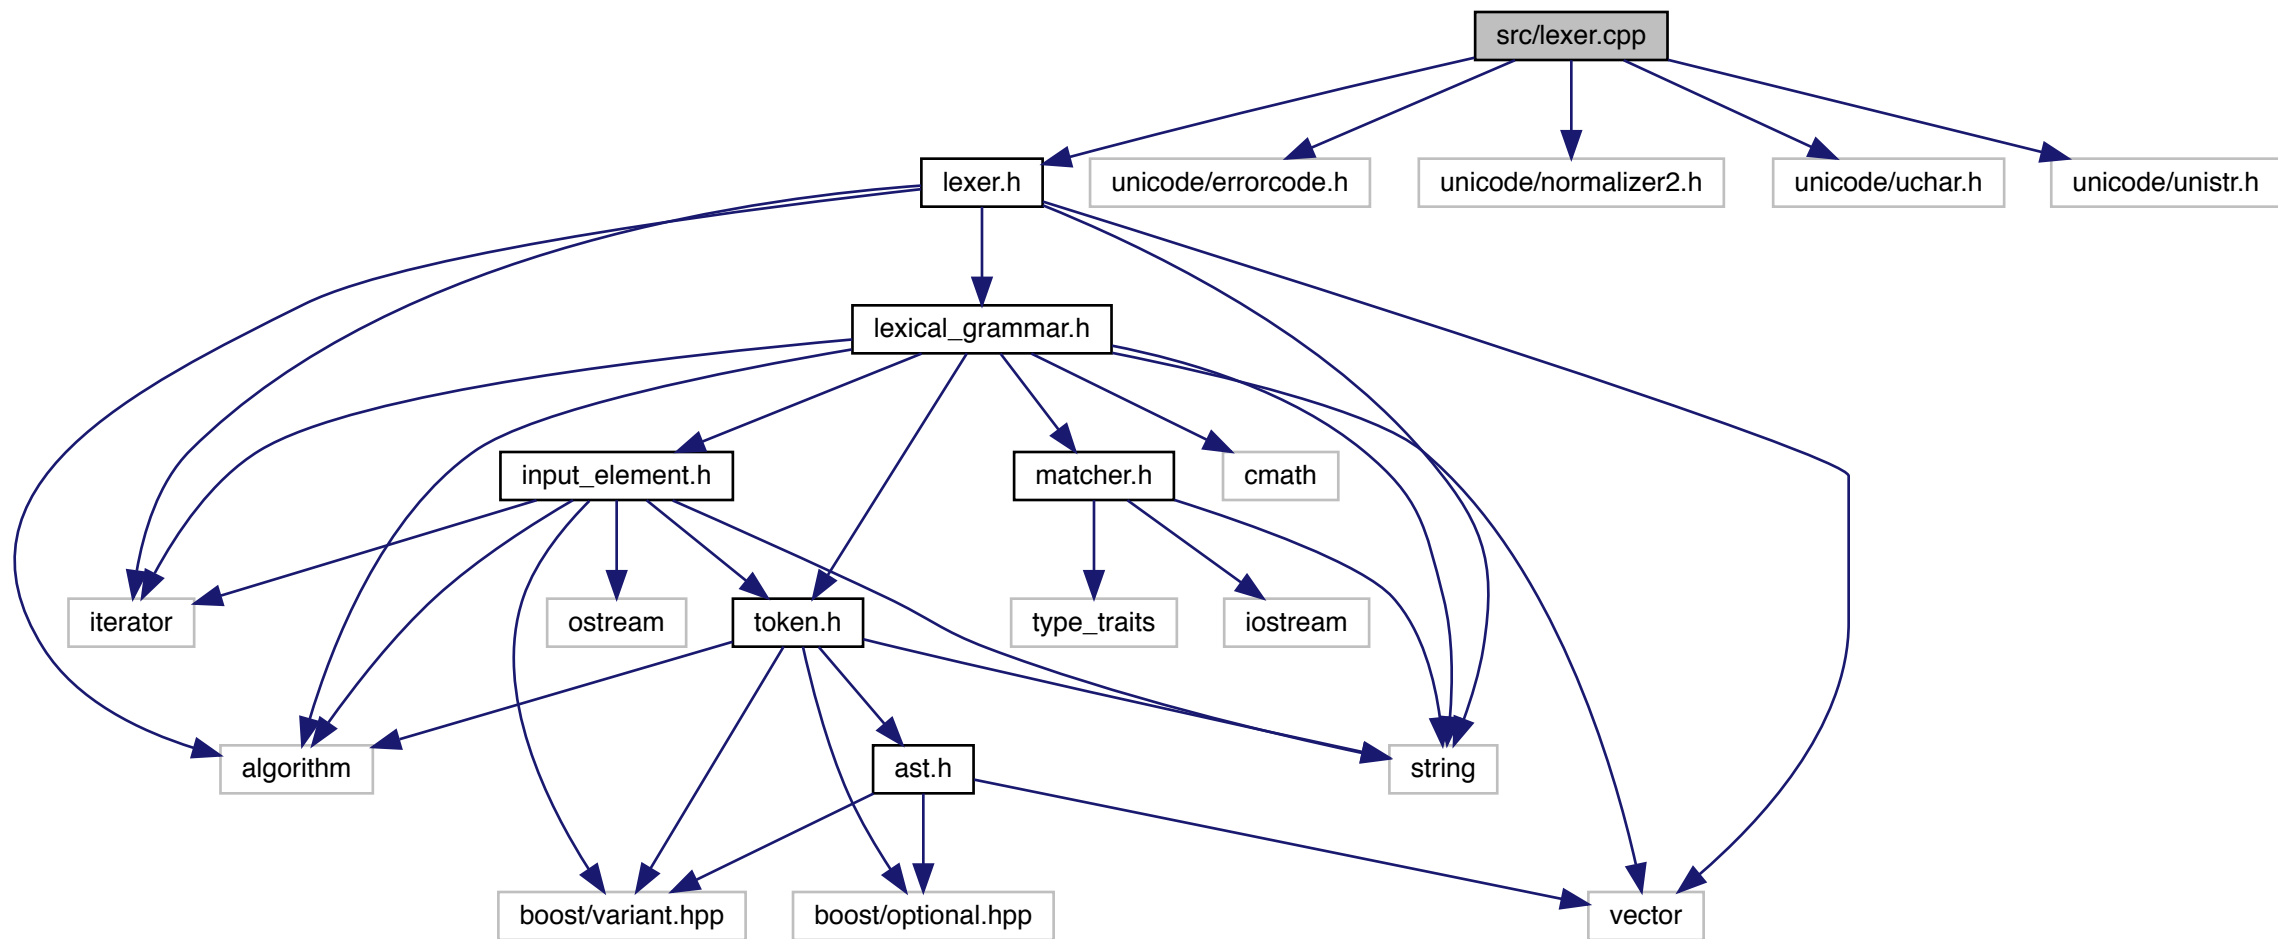 src/lexer.cpp
lexer.h
unicode/errorcode.h
unicode/normalizer2.h
unicode/uchar.h
unicode/unistr.h
lexical_grammar.h
input_element.h
matcher.h
cmath
iterator
ostream
token.h
type_traits
iostream
algorithm
ast.h
string
boost/variant.hpp
boost/optional.hpp
vector